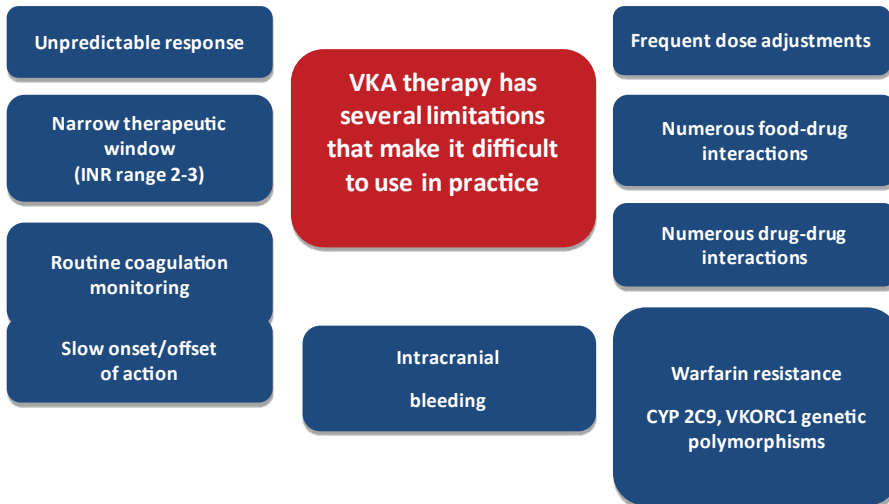 Unpredictable response
Narrow therapeutic
window
(INR range 2-3)
Routine coagulation
monitoring
Slow onset/offset
of action
VKA therapy has
several limitations
that make it difficult
to use in practice
Intracranial
bleeding
Frequent dose adjustments
Numerous food-drug
interactions
Numerous drug-drug
interactions
Warfarin resistance
CYP 2C9, VKORC1 genetic
polymorphisms